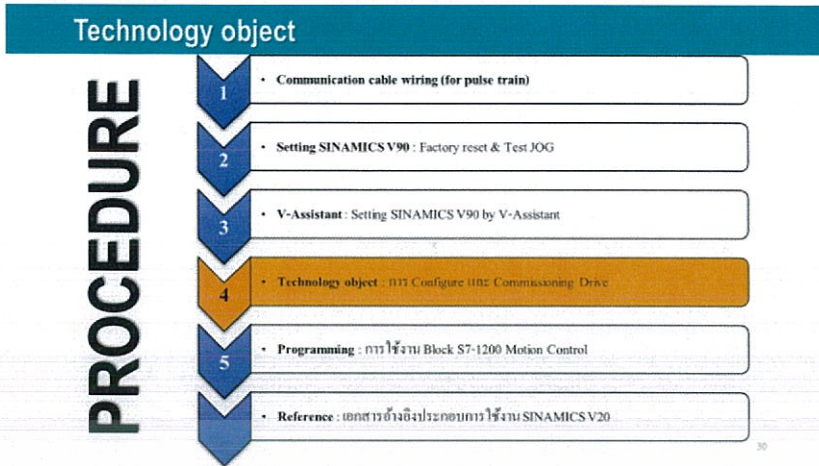 Technology object
PROCEDURE
1
• Communication cable wiring (for pulse train)
2
• Setting SINAMICS V90 : Factory reset & Test JOG
3
• V-Assistant : Setting SINAMICS V90 by V-Assistant
4
• Technology object : การ Configure และ Commissioning Drive
5
• Programming : การใช้งาน Block S7-1200 Motion Control
• Reference : เอกสารอ้างอิงประกอบการใช้งาน SINAMICS V20
30